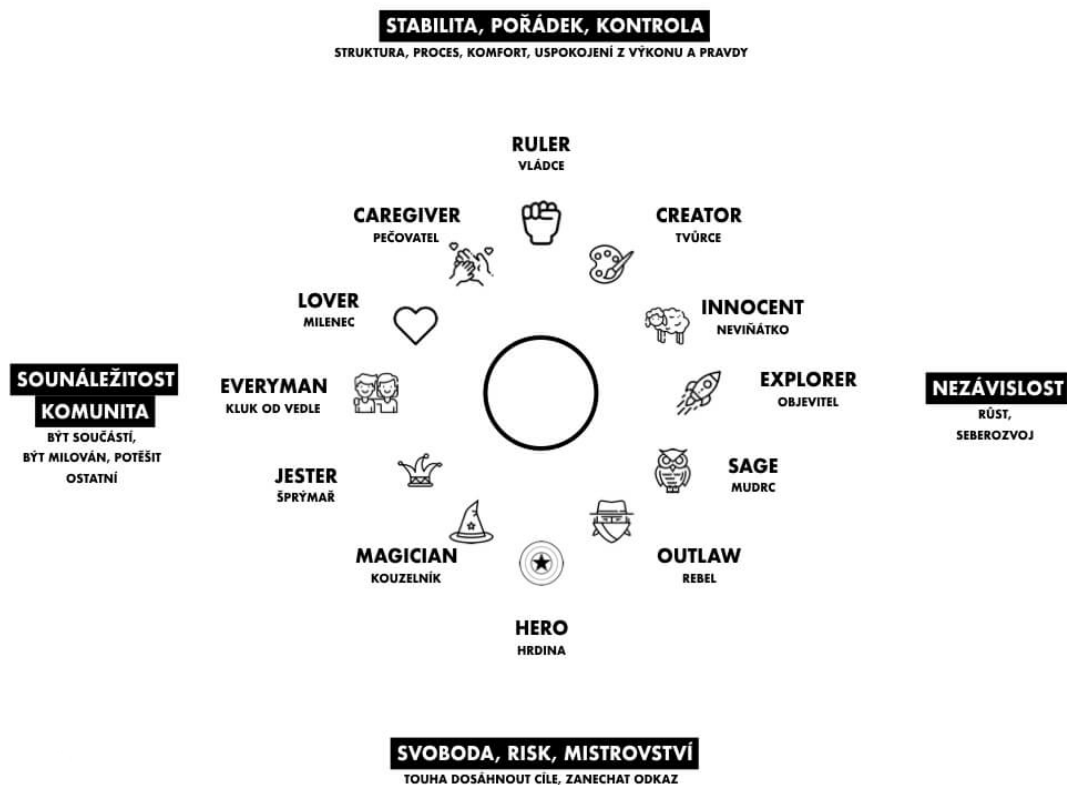 STABILITA, POŘÁDEK, KONTROLA
STRUKTURA, PROCES, KOMFORT, USPOKOJENÍ Z VÝKONU A PRAVDY
RULER
VLÁDCE
CAREGIVER
PEČOVATEL
CREATOR
TVŮRCE
LOVER
MILENEC
INNOCENT
NEVIŇÁTKO
SOUNÁLEŽITOST
KOMUNITA
BÝT SOUČÁSTÍ,
BÝT MILOVÁN, POTĚŠIT
OSTATNÍ
EVERYMAN
KLUK OD VEDLE
EXPLORER
OBJEVITEL
NEZÁVISLOST
RŮST,
SEBEROZVOJ
JESTER
ŠPRÝMAŘ
SAGE
MUDRC
MAGICIAN
KOUZELNÍK
OUTLAW
REBEL
HERO
HRDINA
SVOBODA, RISK, MISTROVSTVÍ
TOUHA DOSÁHNOUT CÍLE, ZANECHAT ODKAZ